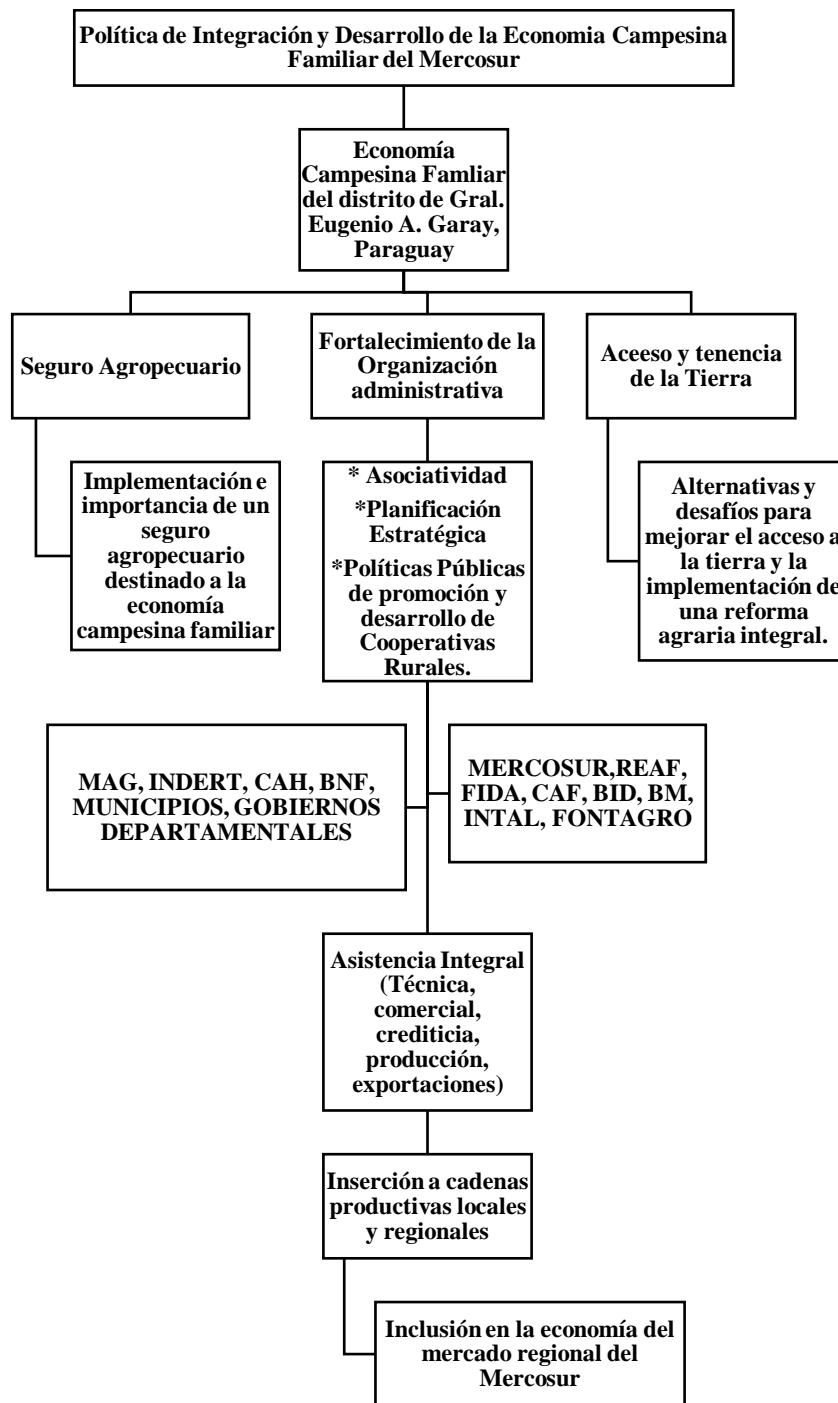 Política de Integración y Desarrollo de la Economia Campesina
Familiar del Mercosur
Economía
Campesina Famliar
del distrito de Gral.
Eugenio A. Garay,
Paraguay
Seguro Agropecuario
Fortalecimiento de la
Organización
administrativa
Aceeso y tenencia
de la Tierra
Implementación e
importancia de un
seguro
agropecuario
destinado a la
economía
campesina familiar
* Asociatividad
*Planificación
Estratégica
*Políticas Públicas
de promoción y
desarrollo de
Cooperativas
Rurales.
Alternativas y
desafíos para
mejorar el acceso a
la tierra y la
implementación de
una reforma
agraria integral.
MAG, INDERT, CAH, BNF,
MUNICIPIOS, GOBIERNOS
DEPARTAMENTALES
MERCOSUR,REAF,
FIDA, CAF, BID, BM,
INTAL, FONTAGRO
Asistencia Integral
(Técnica,
comercial,
crediticia,
producción,
exportaciones)
Inserción a cadenas
productivas locales
y regionales
Inclusión en la economía del
mercado regional del
Mercosur